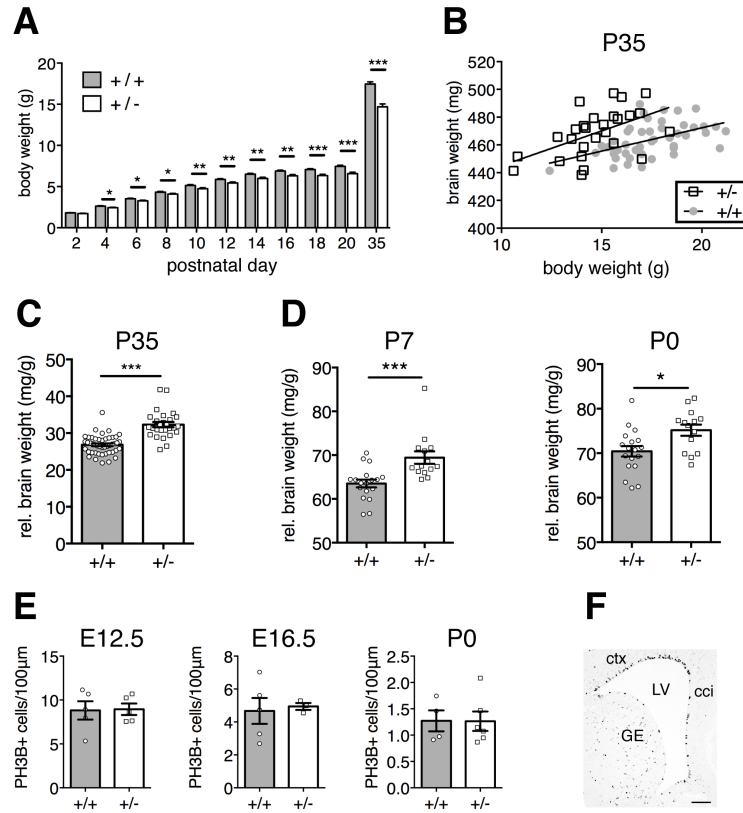 A
body weight (g)
20
15
10
5
0
+/+
+/-
* * * ** ** ** ** *** *** ***
2 4 6 8 10 12 14 16 18 20 35
postnatal day
B
P35
brain weight (mg)
520
500
480
460
440
420
400
+/-
+/+
10 15 20
body weight (g)
C
P35
rel. brain weight (mg/g)
50
40
30
20
10
0
***
+/+ +/-
D
P7
rel. brain weight (mg/g)
90
80
70
60
50
***
+/+ +/-
P0
rel. brain weight (mg/g)
90
80
70
60
50
*
+/+ +/-
E
E12.5
PH3B+ cells/100μm
15
10
5
0
+/+ +/-
E16.5
PH3B+ cells/100μm
8
6
4
2
0
+/+ +/-
P0
PH3B+ cells/100μm
2.5
2.0
1.5
1.0
0.5
0.0
+/+ +/-
F
ctx
LV
cci
GE